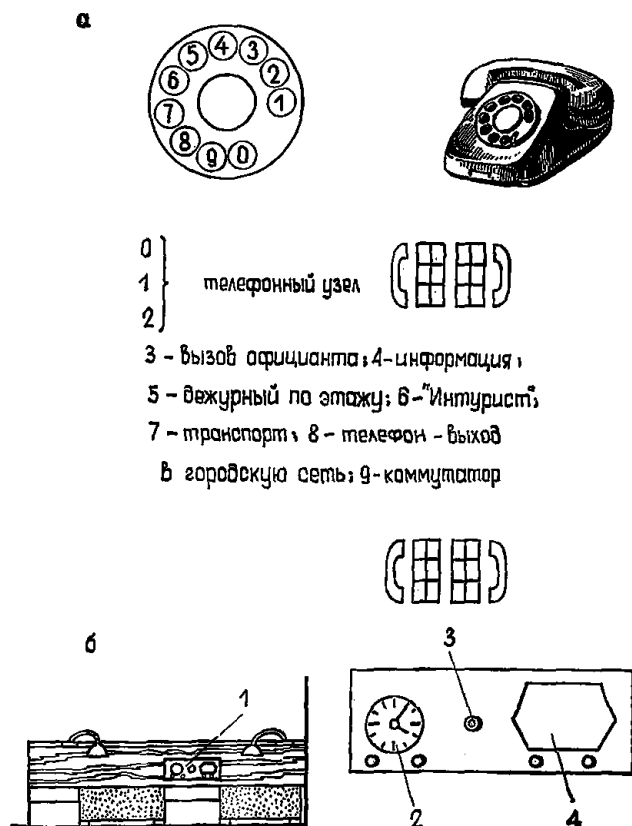 а
4
5 3
6 2
7 1
8
9 0
0
1 телефонный узел
2
3 - вызов официанта; 4-информация;
5 - дежурный по этажу; 6-"Интурист";
7 - транспорт; 8 - телефон - выход
в городскую сеть; 9-коммутатор
б
3
1
2
4